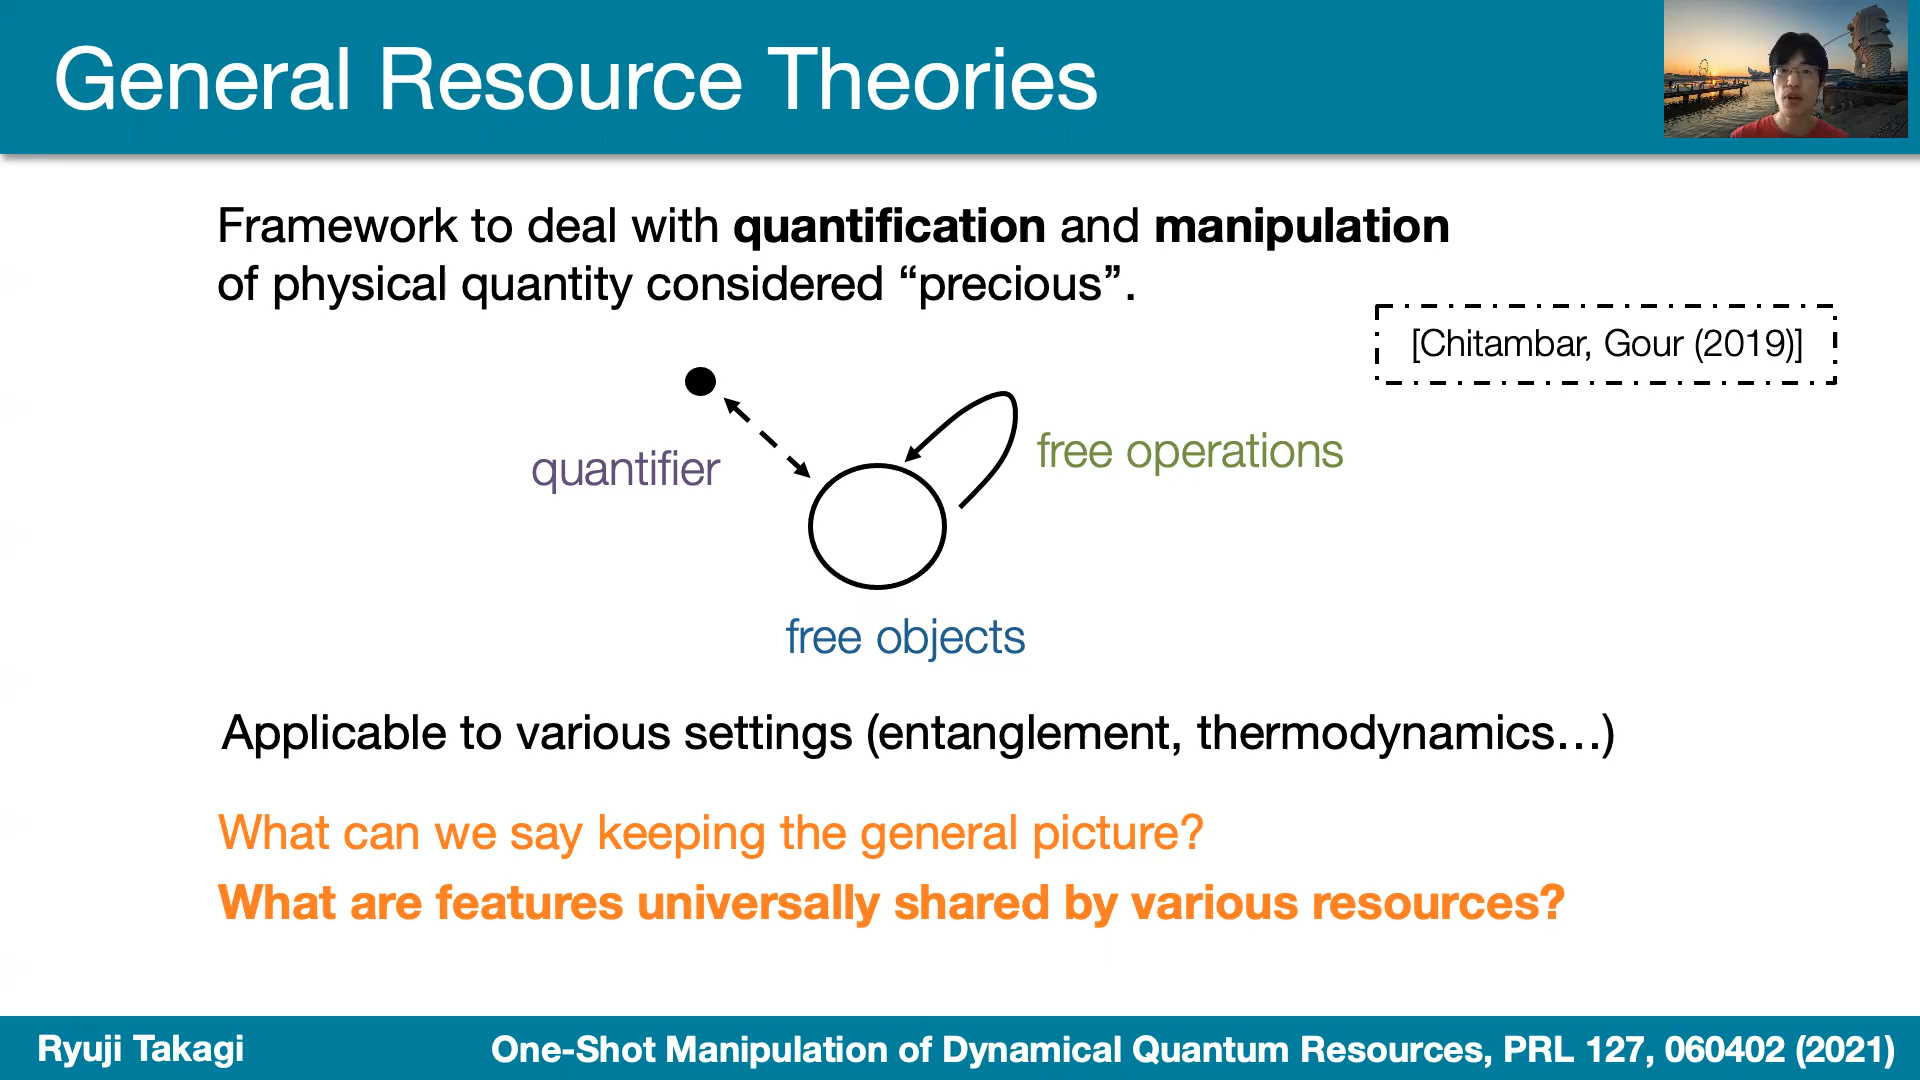 General Resource Theories
Framework to deal with quantification and manipulation
of physical quantity considered “precious”.
[Chitambar, Gour (2019)]
quantifier
free operations
free objects
Applicable to various settings (entanglement, thermodynamics…)
What can we say keeping the general picture?
What are features universally shared by various resources?
Ryuji Takagi
One-Shot Manipulation of Dynamical Quantum Resources, PRL 127, 060402 (2021)